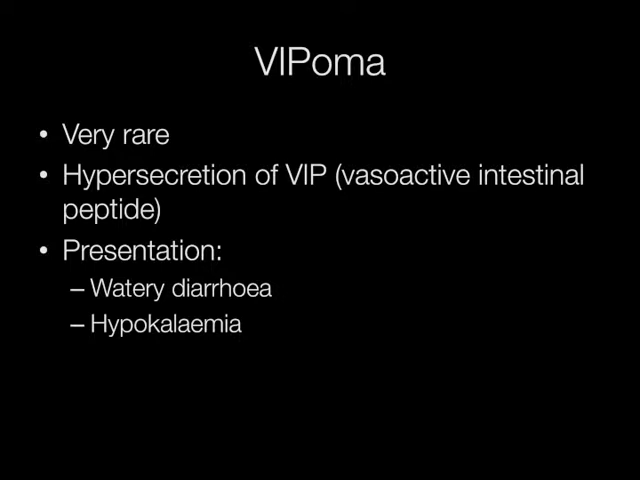 VIPoma
• Very rare
• Hypersecretion of VIP (vasoactive intestinal
peptide)
• Presentation:
– Watery diarrhoea
– Hypokalaemia